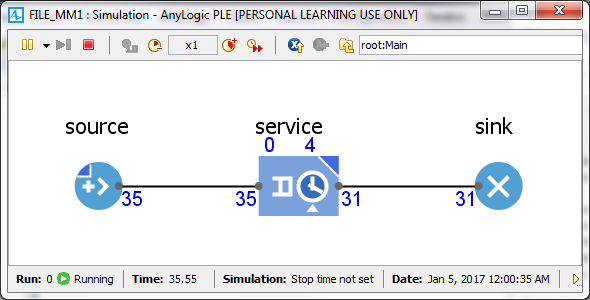 FILE_MM1 : Simulation - AnyLogic PLE [PERSONAL LEARNING USE ONLY]
x1 root:Main
source service sink
0 4
35 35 31 31
Run: 0 Running Time: 35.55 Simulation: Stop time not set Date: Jan 5, 2017 12:00:35 AM